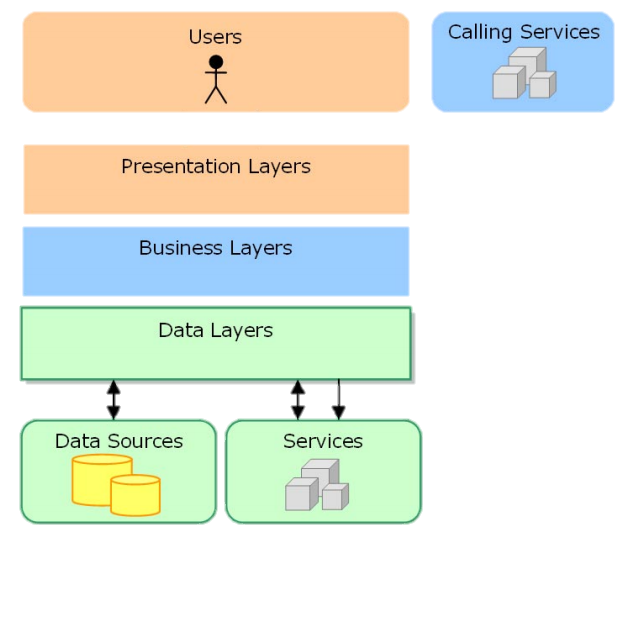 Users
Calling Services
Presentation Layers
Business Layers
Data Layers
Data Sources
Services